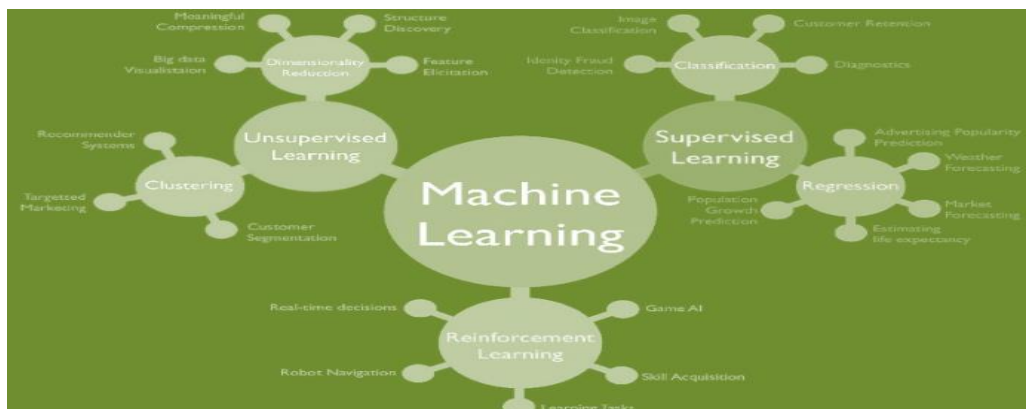 Meaningful
Compression
Structure
Discovery
Big data
Visualistaion
Dimensionality
Reduction
Feature
Elicitation
Unsupervised
Learning
Recommender
Systems
Clustering
Targetted
Marketing
Customer
Segmentation
Machine
Learning
Image
Classification
Customer Retention
Idenity Fraud
Detection
Classification
Diagnostics
Supervised
Learning
Advertising Popularity
Prediction
Weather
Forecasting
Regression
Population
Growth
Prediction
Market
Forecasting
Estimating
life expectancy
Real-time decisions
Game AI
Reinforcement
Learning
Robot Navigation
Skill Acquisition
Learning Tasks